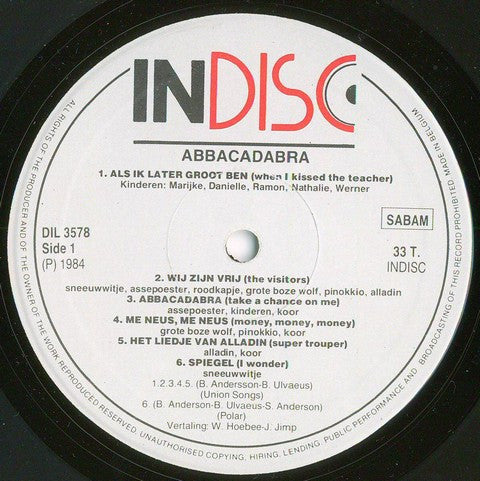 INDISC
ABBACADABRA
1. ALS IK LATER GROOT BEN (when I kissed the teacher)
Kinderen: Marijke, Danielle, Ramon, Nathalie, Werner
DIL 3578
Side 1
(P) 1984
SABAM
33 T.
INDISC
2. WIJ ZIJN VRIJ (the visitors)
sneeuwwitje, assepoester, roodkapje, grote boze wolf, pinokkio, alladin
3. ABBACADABRA (take a chance on me)
assepoester, kinderen, koor
4. ME NEUS, ME NEUS (money, money, money)
grote boze wolf, pinokkio, koor
5. HET LIEDJE VAN ALLADIN (super trouper)
alladin, koor
6. SPIEGEL (I wonder)
sneeuwwitje
1.2.3.4.5. (B. Andersson-B. Ulvaeus)
(Union Songs)
6. (B. Anderson-B. Ulvaeus-S. Anderson)
(Polar)
Vertaling: W. Hoebee-J. Jimp
ALL RIGHTS OF THE PRODUCER AND OF THE OWNER OF THE WORK REPRODUCED RESERVED. UNAUTHORISED COPYING, HIRING, LENDING, PUBLIC PERFORMANCE AND BROADCASTING OF THIS RECORD PROHIBITED MADE IN BELGIUM